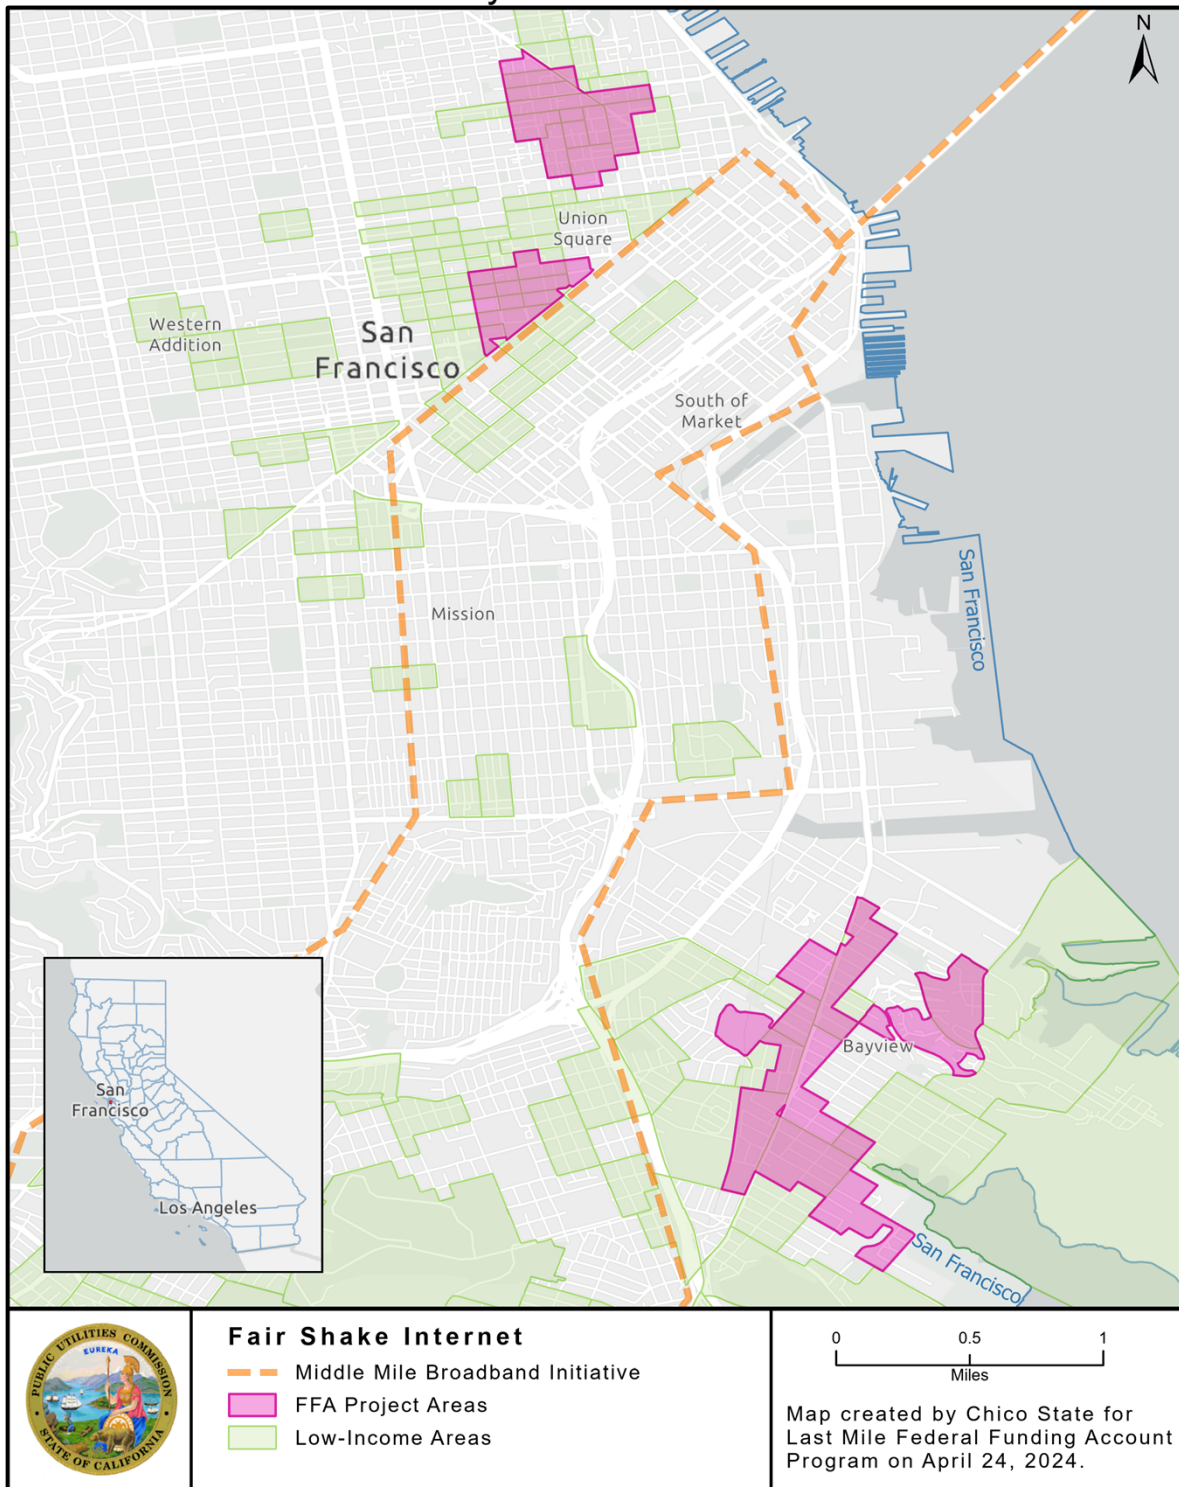 N
Union
Square
Western
Addition
San
Francisco
South of
Market
San Francisco
Mission
Bayview
San
Francisco
Los Angeles
San Francisco
PUBLIC UTILITIES COMMISSION
EUREKA
STATE OF CALIFORNIA
Fair Shake Internet
Middle Mile Broadband Initiative
FFA Project Areas
Low-Income Areas
0 0.5 1
Miles
Map created by Chico State for
Last Mile Federal Funding Account
Program on April 24, 2024.